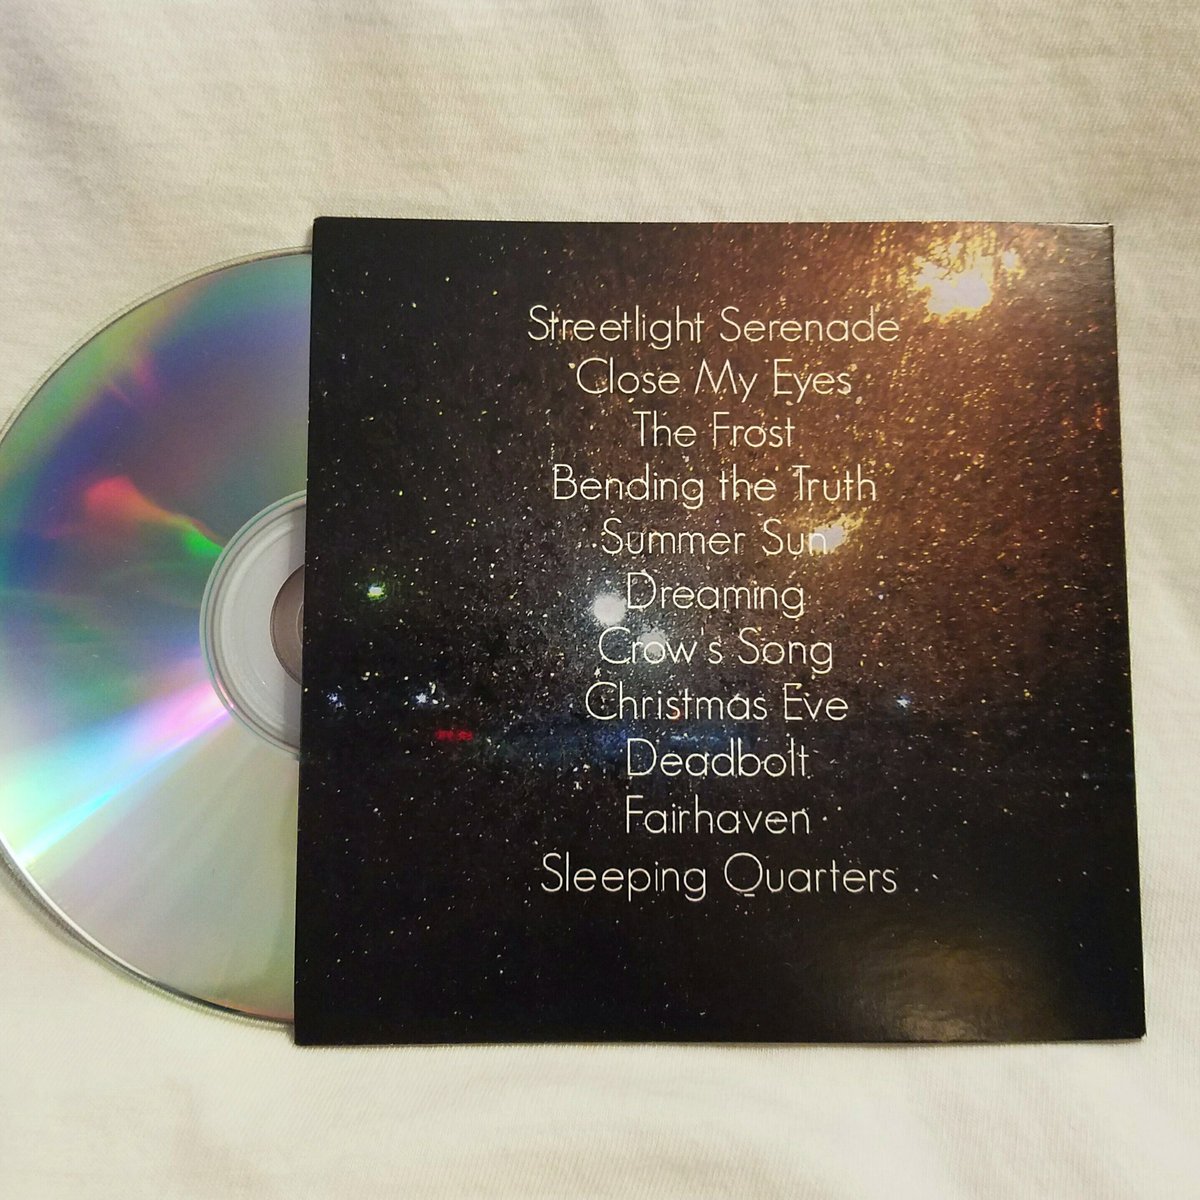 Streetlight Serenade
Close My Eyes
The Frost
Bending the Truth
Summer Sun
Dreaming
Crow's Song
Christmas Eve
Deadbolt
Fairhaven
Sleeping Quarters